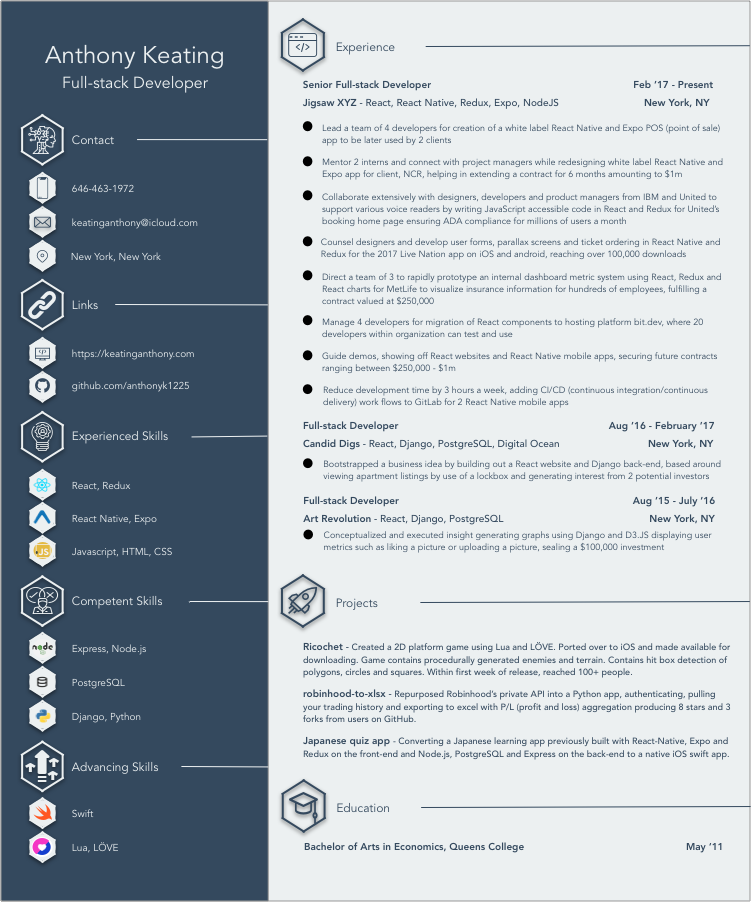 Anthony Keating
Full-stack Developer
Contact
646-463-1972
keatinganthony@icloud.com
New York, New York
Links
https://keatinganthony.com
github.com/anthonyk1225
Experienced Skills
React, Redux
React Native, Expo
JS
Javascript, HTML, CSS
Competent Skills
node
Express, Node.js
PostgreSQL
Django, Python
Advancing Skills
Swift
Lua, LÖVE
</>
Experience
Senior Full-stack Developer Feb ’17 - Present
Jigsaw XYZ - React, React Native, Redux, Expo, NodeJS New York, NY
Lead a team of 4 developers for creation of a white label React Native and Expo POS (point of sale)
app to be later used by 2 clients
Mentor 2 interns and connect with project managers while redesigning white label React Native and
Expo app for client, NCR, helping in extending a contract for 6 months amounting to $1m
Collaborate extensively with designers, developers and product managers from IBM and United to
support various voice readers by writing JavaScript accessible code in React and Redux for United’s
booking home page ensuring ADA compliance for millions of users a month
Counsel designers and develop user forms, parallax screens and ticket ordering in React Native and
Redux for the 2017 Live Nation app on iOS and android, reaching over 100,000 downloads
Direct a team of 3 to rapidly prototype an internal dashboard metric system using React, Redux and
React charts for MetLife to visualize insurance information for hundreds of employees, fulfilling a
contract valued at $250,000
Manage 4 developers for migration of React components to hosting platform bit.dev, where 20
developers within organization can test and use
Guide demos, showing off React websites and React Native mobile apps, securing future contracts
ranging between $250,000 - $1m
Reduce development time by 3 hours a week, adding CI/CD (continuous integration/continuous
delivery) work flows to GitLab for 2 React Native mobile apps
Full-stack Developer Aug ’16 - February ’17
Candid Digs - React, Django, PostgreSQL, Digital Ocean New York, NY
Bootstrapped a business idea by building out a React website and Django back-end, based around
viewing apartment listings by use of a lockbox and generating interest from 2 potential investors
Full-stack Developer Aug ’15 - July ’16
Art Revolution - React, Django, PostgreSQL New York, NY
Conceptualized and executed insight generating graphs using Django and D3.JS displaying user
metrics such as liking a picture or uploading a picture, sealing a $100,000 investment
Projects
Ricochet - Created a 2D platform game using Lua and LÖVE. Ported over to iOS and made available for
downloading. Game contains procedurally generated enemies and terrain. Contains hit box detection of
polygons, circles and squares. Within first week of release, reached 100+ people.
robinhood-to-xlsx - Repurposed Robinhood’s private API into a Python app, authenticating, pulling
your trading history and exporting to excel with P/L (profit and loss) aggregation producing 8 stars and 3
forks from users on GitHub.
Japanese quiz app - Converting a Japanese learning app previously built with React-Native, Expo and
Redux on the front-end and Node.js, PostgreSQL and Express on the back-end to a native iOS swift app.
Education
Bachelor of Arts in Economics, Queens College May ’11